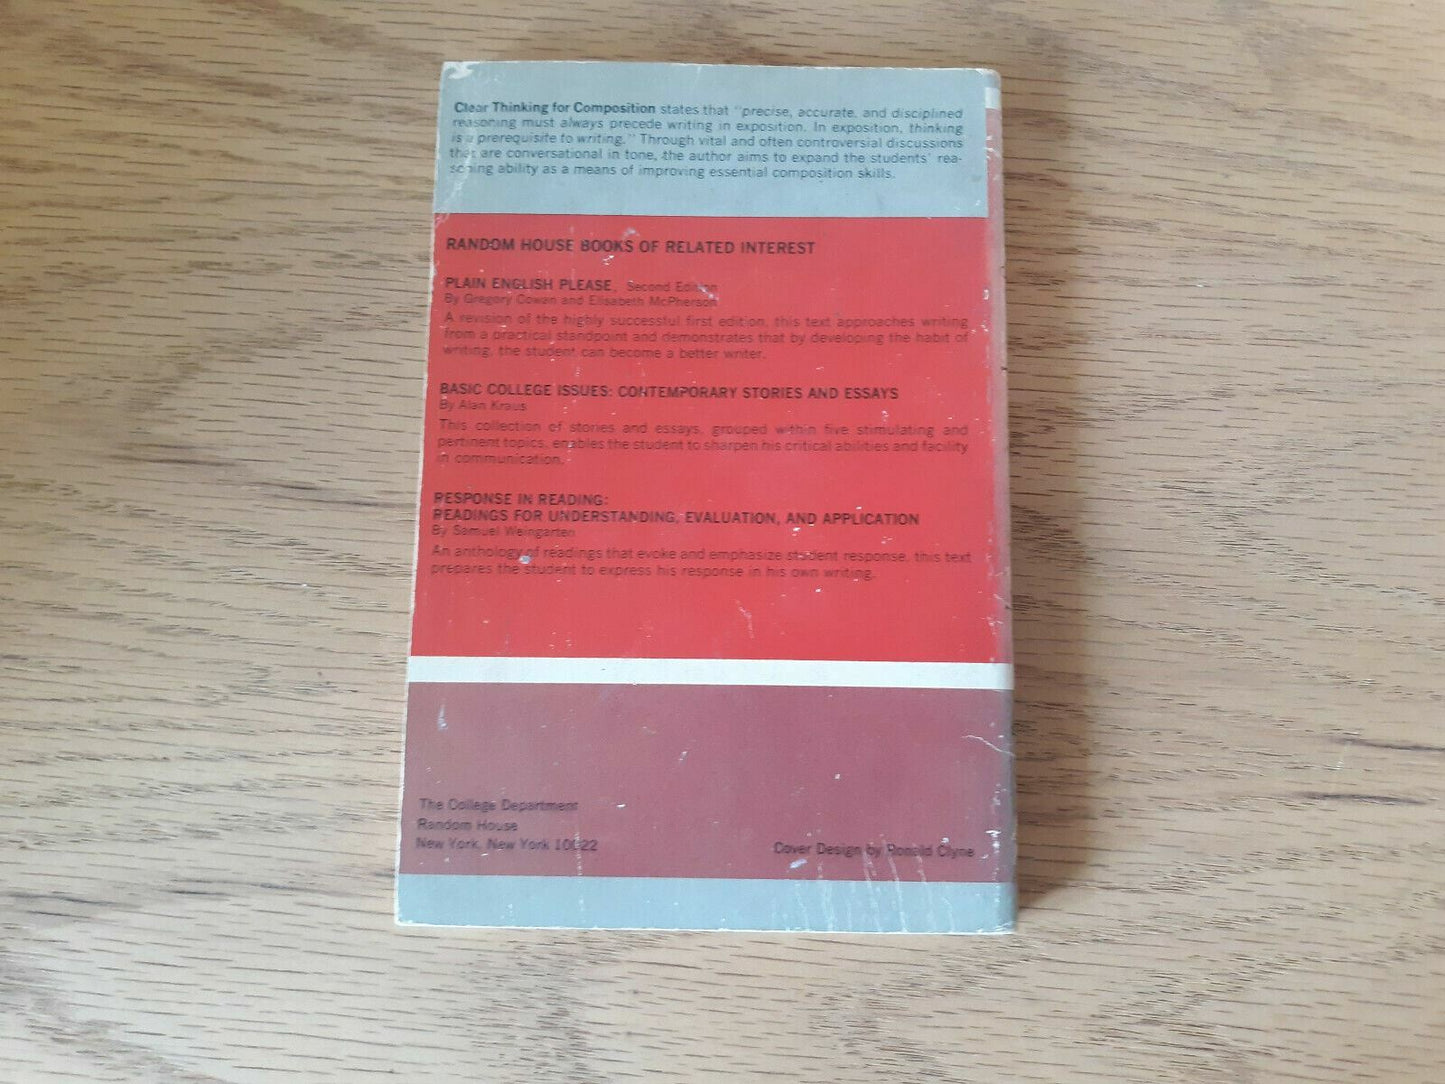 Clear Thinking for Composition states that "precise, accurate, and disciplined
reasoning must always precede writing in exposition. In exposition, thinking
is a prerequisite to writing." Through vital and often controversial discussions
that are conversational in tone, the author aims to expand the students' rea-
soning ability as a means of improving essential composition skills.
RANDOM HOUSE BOOKS OF RELATED INTEREST
PLAIN ENGLISH PLEASE, Second Edition
By Gregory Cowan and Elisabeth McPherson
A revision of the highly successful first edition, this text approaches writing
from a practical standpoint and demonstrates that by developing the habit of
writing, the student can become a better writer.
BASIC COLLEGE ISSUES: CONTEMPORARY STORIES AND ESSAYS
By Alan Kraus
This collection of stories and essays, grouped within five stimulating and
pertinent topics, enables the student to sharpen his critical abilities and facility
in communication.
RESPONSE IN READING:
READINGS FOR UNDERSTANDING, EVALUATION, AND APPLICATION
By Samuel Weingarten
An anthology of readings that evoke and emphasize student response, this text
prepares the student to express his response in his own writing.
The College Department
Random House
New York, New York 10022
Cover Design by Ronald Clyne